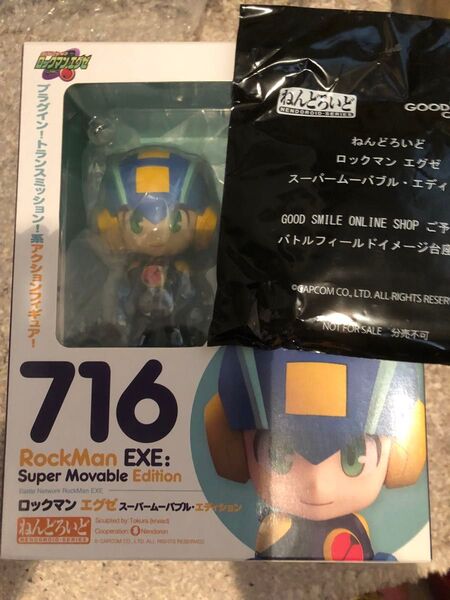 ロックマンエグゼ
プラグイン！トランスミッション！系アクションフィギュア！
ねんどろいど
NENDOROID-SERIES
GOOD
ねんどろいど
ロックマン エグゼ
スーパームーバブル・エディ
GOOD SMILE ONLINE SHOP ご予
バトルフィールドイメージ台座
©CAPCOM CO., LTD. ALL RIGHTS RESER
NOT FOR SALE 分売不可
716
RockMan EXE:
Super Movable Edition
Battle Network RockMan EXE
ロックマン エグゼ スーパームーバブル・エディション
ねんどろいど
NENDOROID-SERIES
Sculpted by Tokura
Cooperation: Nendoron
© CAPCOM CO., LTD. ALL RIGHTS RESERVED.